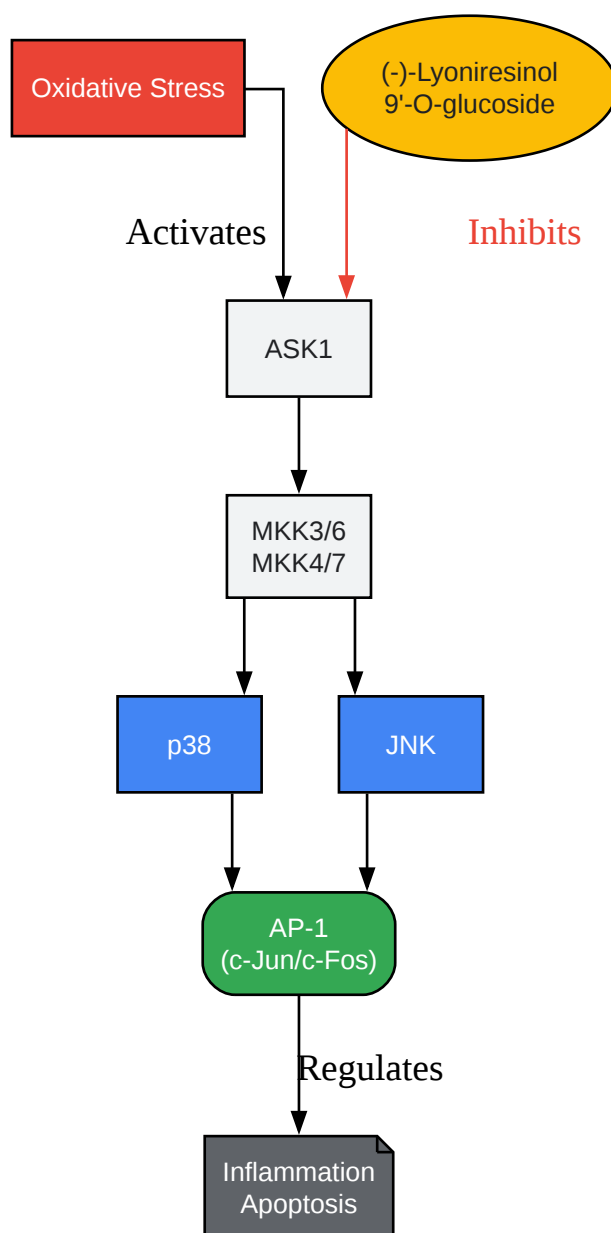 Oxidative Stress
(-)-Lyoniresinol
9'-O-glucoside
Activates
Inhibits
ASK1
MKK3/6
MKK4/7
p38
JNK
AP-1
(c-Jun/c-Fos)
Regulates
Inflammation
Apoptosis